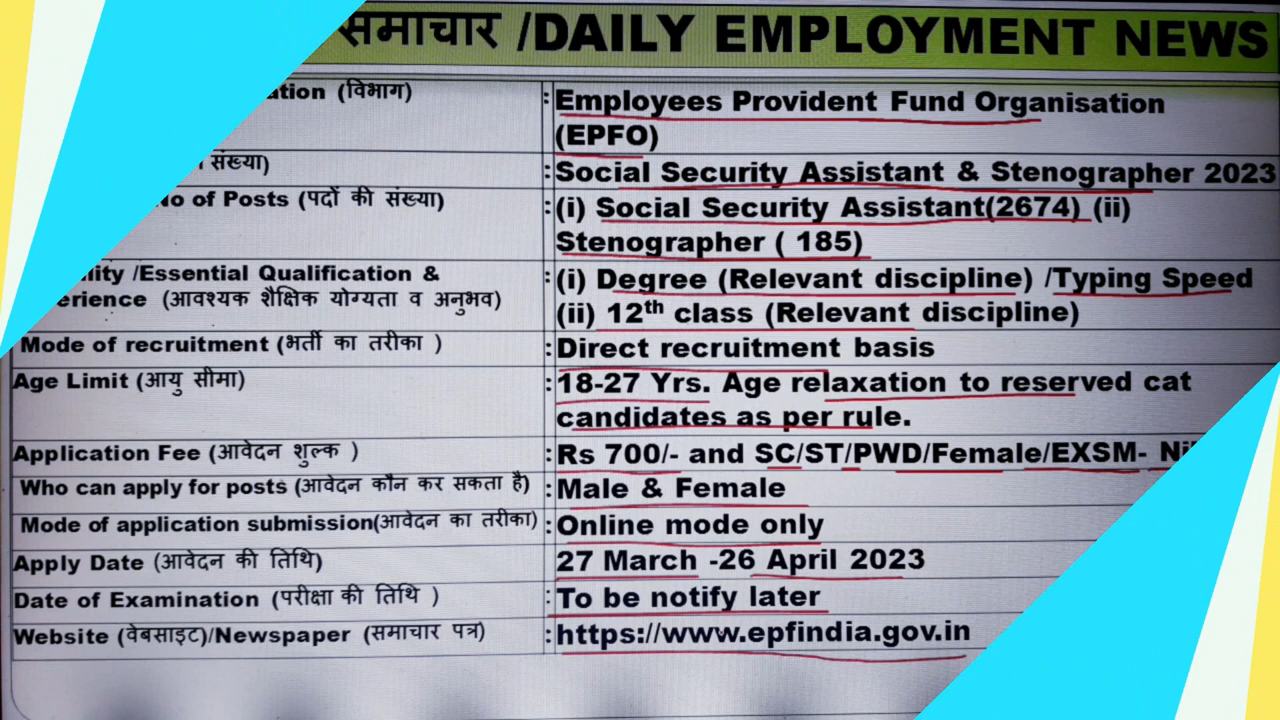 समाचार /DAILY EMPLOYMENT NEWS
(विभाग) : Employees Provident Fund Organisation
(EPFO)
संख्या) : Social Security Assistant & Stenographer 2023
No of Posts (पदों की संख्या) : (i) Social Security Assistant(2674) (ii)
Stenographer ( 185)
/Essential Qualification & : (i) Degree (Relevant discipline) /Typing Speed
(आवश्यक शैक्षिक योग्यता व अनुभव) (ii) 12th class (Relevant discipline)
Mode of recruitment (भर्ती का तरीका ) : Direct recruitment basis
Age Limit (आयु सीमा) : 18-27 Yrs. Age relaxation to reserved cat
candidates as per rule.
Application Fee (आवेदन शुल्क ) : Rs 700/- and SC/ST/PWD/Female/EXSM-
Who can apply for posts (आवेदन कौन कर सकता है) : Male & Female
Mode of application submission(आवेदन का तरीका) : Online mode only
Apply Date (आवेदन की तिथि) : 27 March -26 April 2023
Date of Examination (परीक्षा की तिथि ) : To be notify later
Website (वेबसाइट)/Newspaper (समाचार पत्र) : https://www.epfindia.gov.in